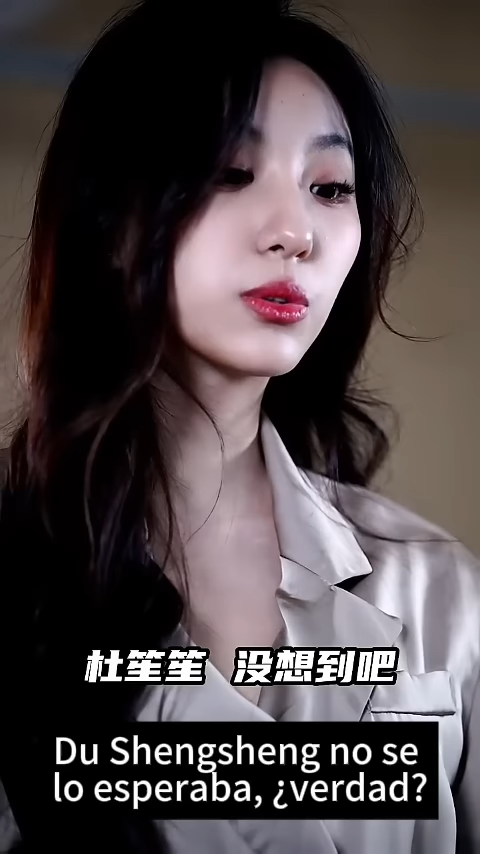 杜笙笙 没想到吧
Du Shengsheng no se
lo esperaba, ¿verdad?